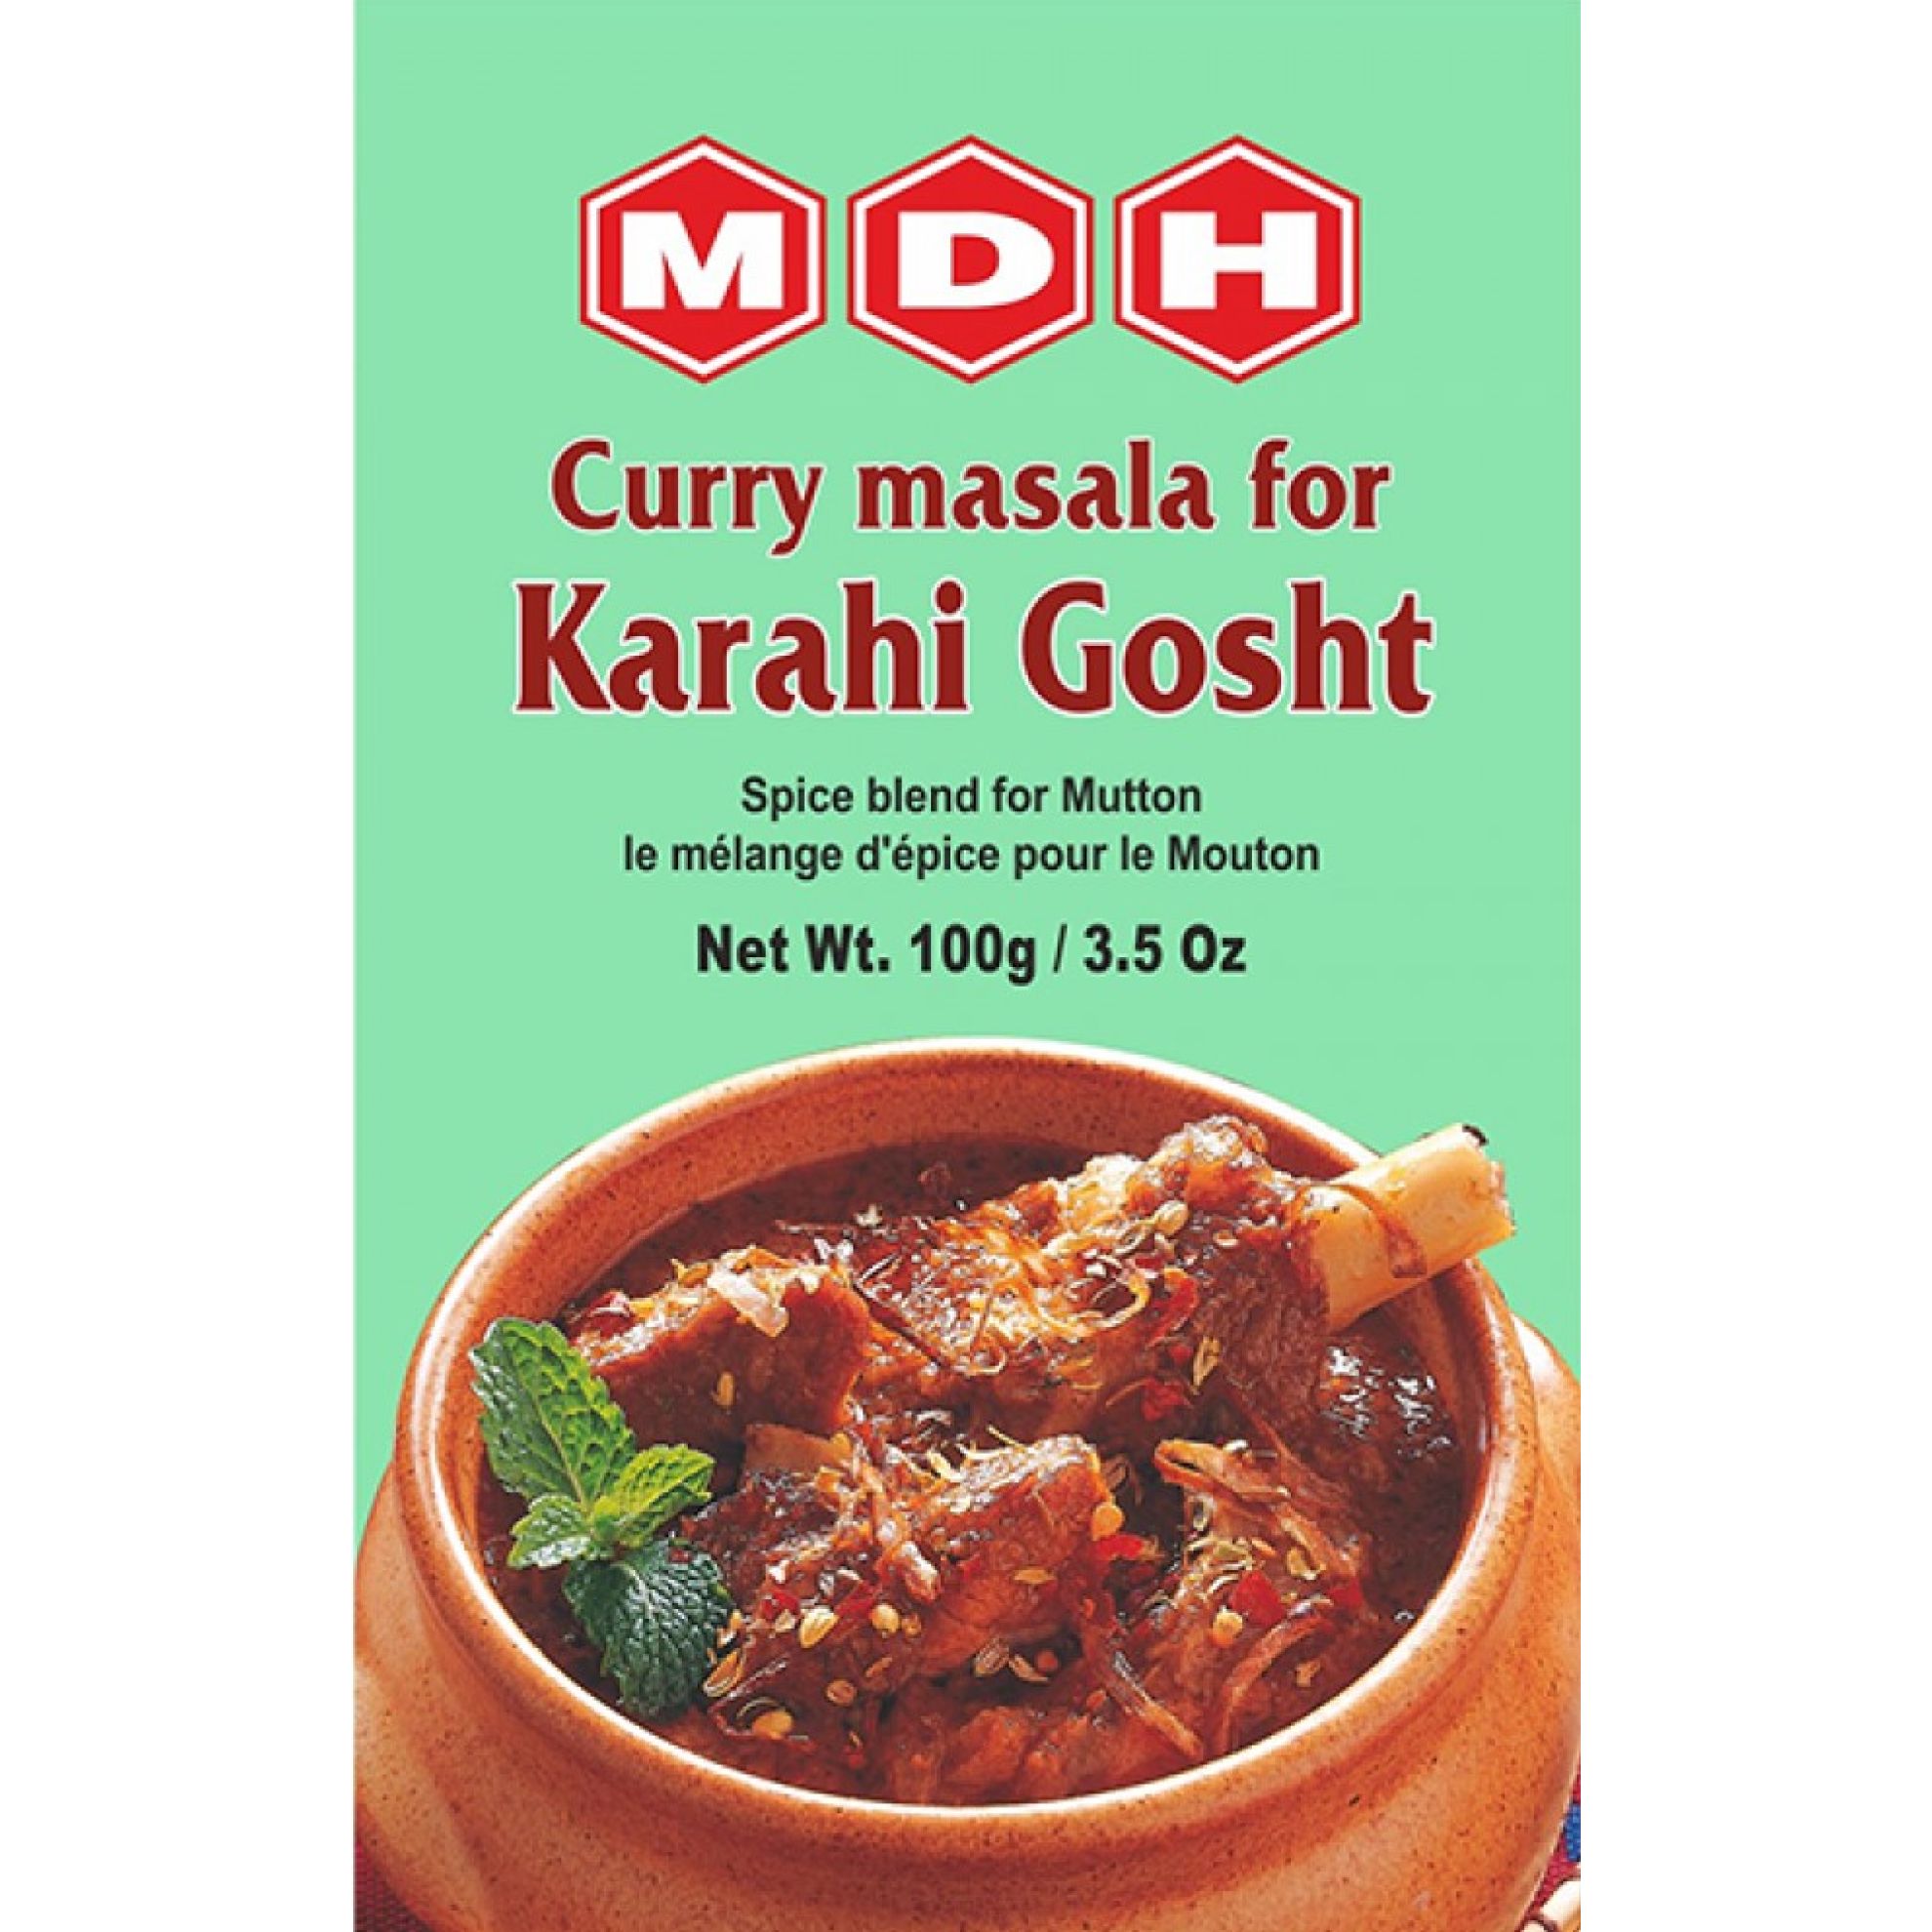 MDH
Curry masala for
Karahi Gosht
Spice blend for Mutton
le mélange d'épice pour le Mouton
Net Wt. 100g / 3.5 Oz